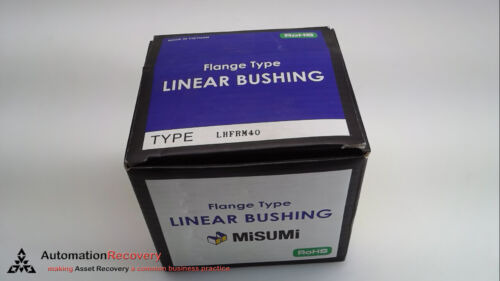 RoHS
Flange Type
LINEAR BUSHING
TYPE LHFRM40
Flange Type
LINEAR BUSHING
MiSUMi
RoHS
AutomationRecovery
making Asset Recovery a common business practice